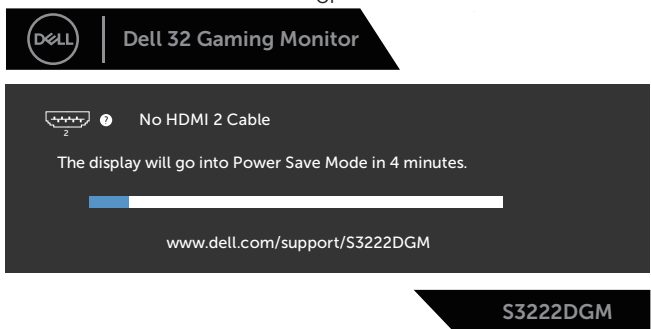 DELL
Dell 32 Gaming Monitor
2
?
No HDMI 2 Cable
The display will go into Power Save Mode in 4 minutes.
www.dell.com/support/S3222DGM
S3222DGM